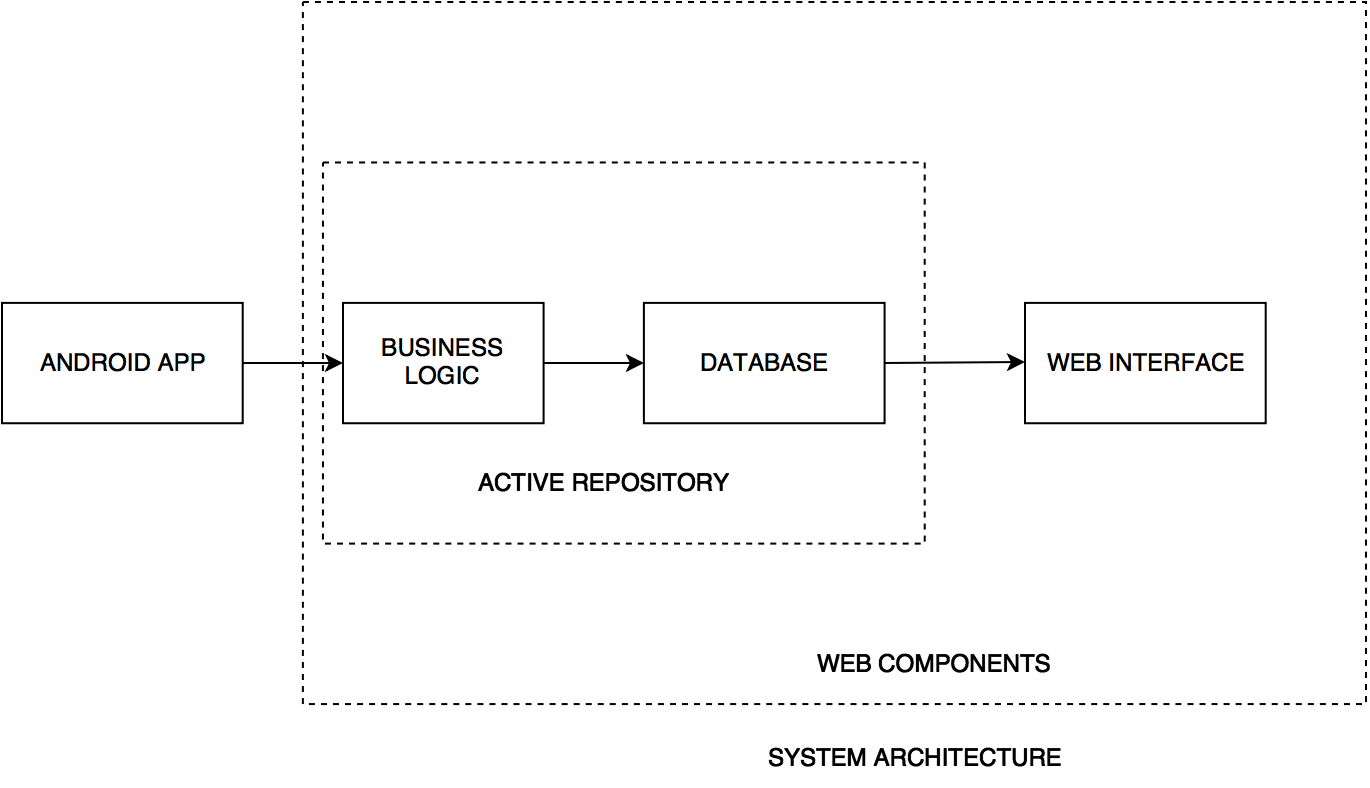 ANDROID APP
BUSINESS
LOGIC
DATABASE
WEB INTERFACE
ACTIVE REPOSITORY
WEB COMPONENTS
SYSTEM ARCHITECTURE